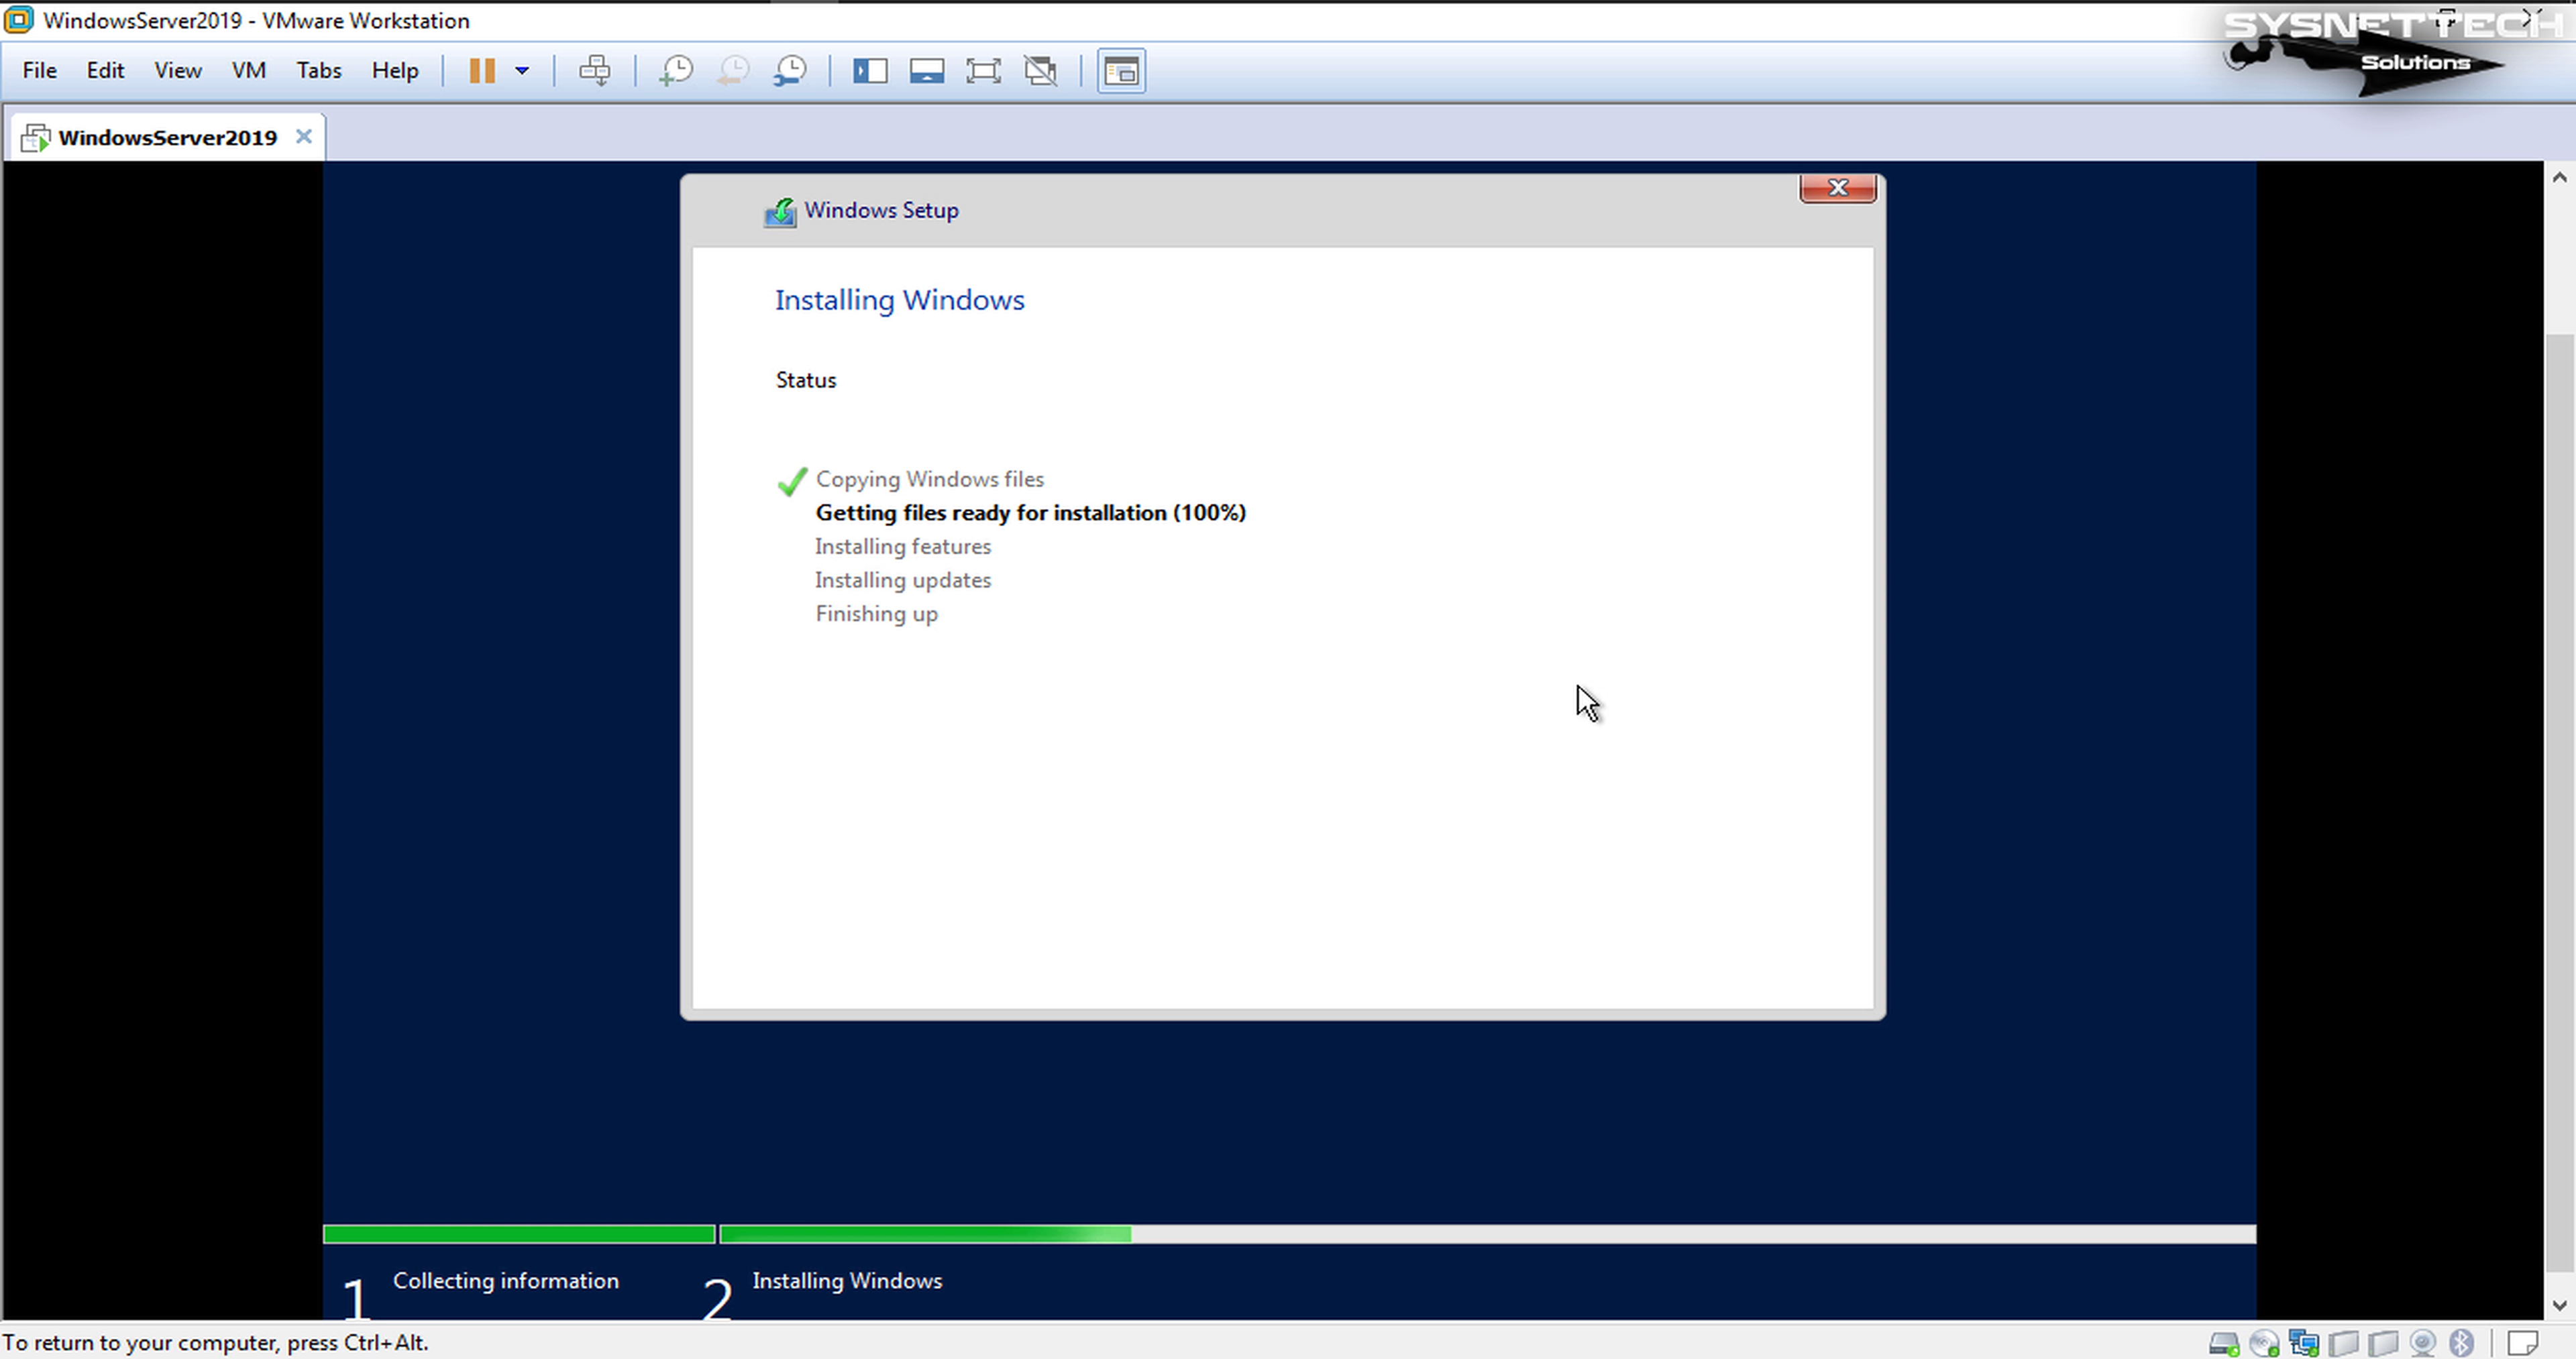 WindowsServer2019 - VMware Workstation
SYSNETTECH
Solutions
File Edit View VM Tabs Help
WindowsServer2019
Windows Setup
Installing Windows
Status
Copying Windows files
Getting files ready for installation (100%)
Installing features
Installing updates
Finishing up
1 Collecting information
2 Installing Windows
To return to your computer, press Ctrl+Alt.